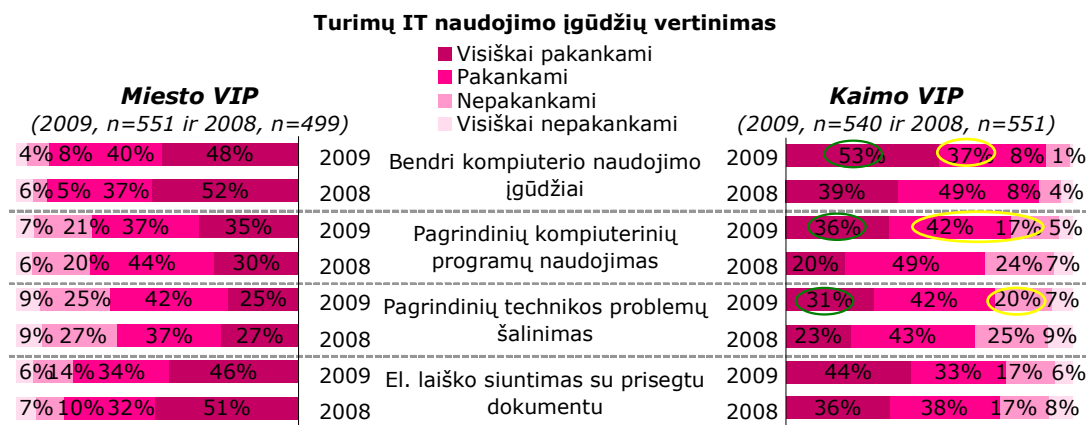 Turimų IT naudojimo įgūdžių vertinimas
Visiškai pakankami
Pakankami
Nepakankami
Visiškai nepakankami
Miesto VIP
(2009, n=551 ir 2008, n=499)
Kaimo VIP
(2009, n=540 ir 2008, n=551)
4% 8% 40% 48% 2009 Bendri kompiuterio naudojimo 2009 53% 37% 8% 1%
6% 5% 37% 52% 2008 įgūdžiai 2008 39% 49% 8% 4%
7% 21% 37% 35% 2009 Pagrindinių kompiuterinių 2009 36% 42% 17% 5%
6% 20% 44% 30% 2008 programų naudojimas 2008 20% 49% 24% 7%
9% 25% 42% 25% 2009 Pagrindinių technikos problemų 2009 31% 42% 20% 7%
9% 27% 37% 27% 2008 šalinimas 2008 23% 43% 25% 9%
6% 14% 34% 46% 2009 El. laiško siuntimas su prisegtu 2009 44% 33% 17% 6%
7% 10% 32% 51% 2008 dokumentu 2008 36% 38% 17% 8%